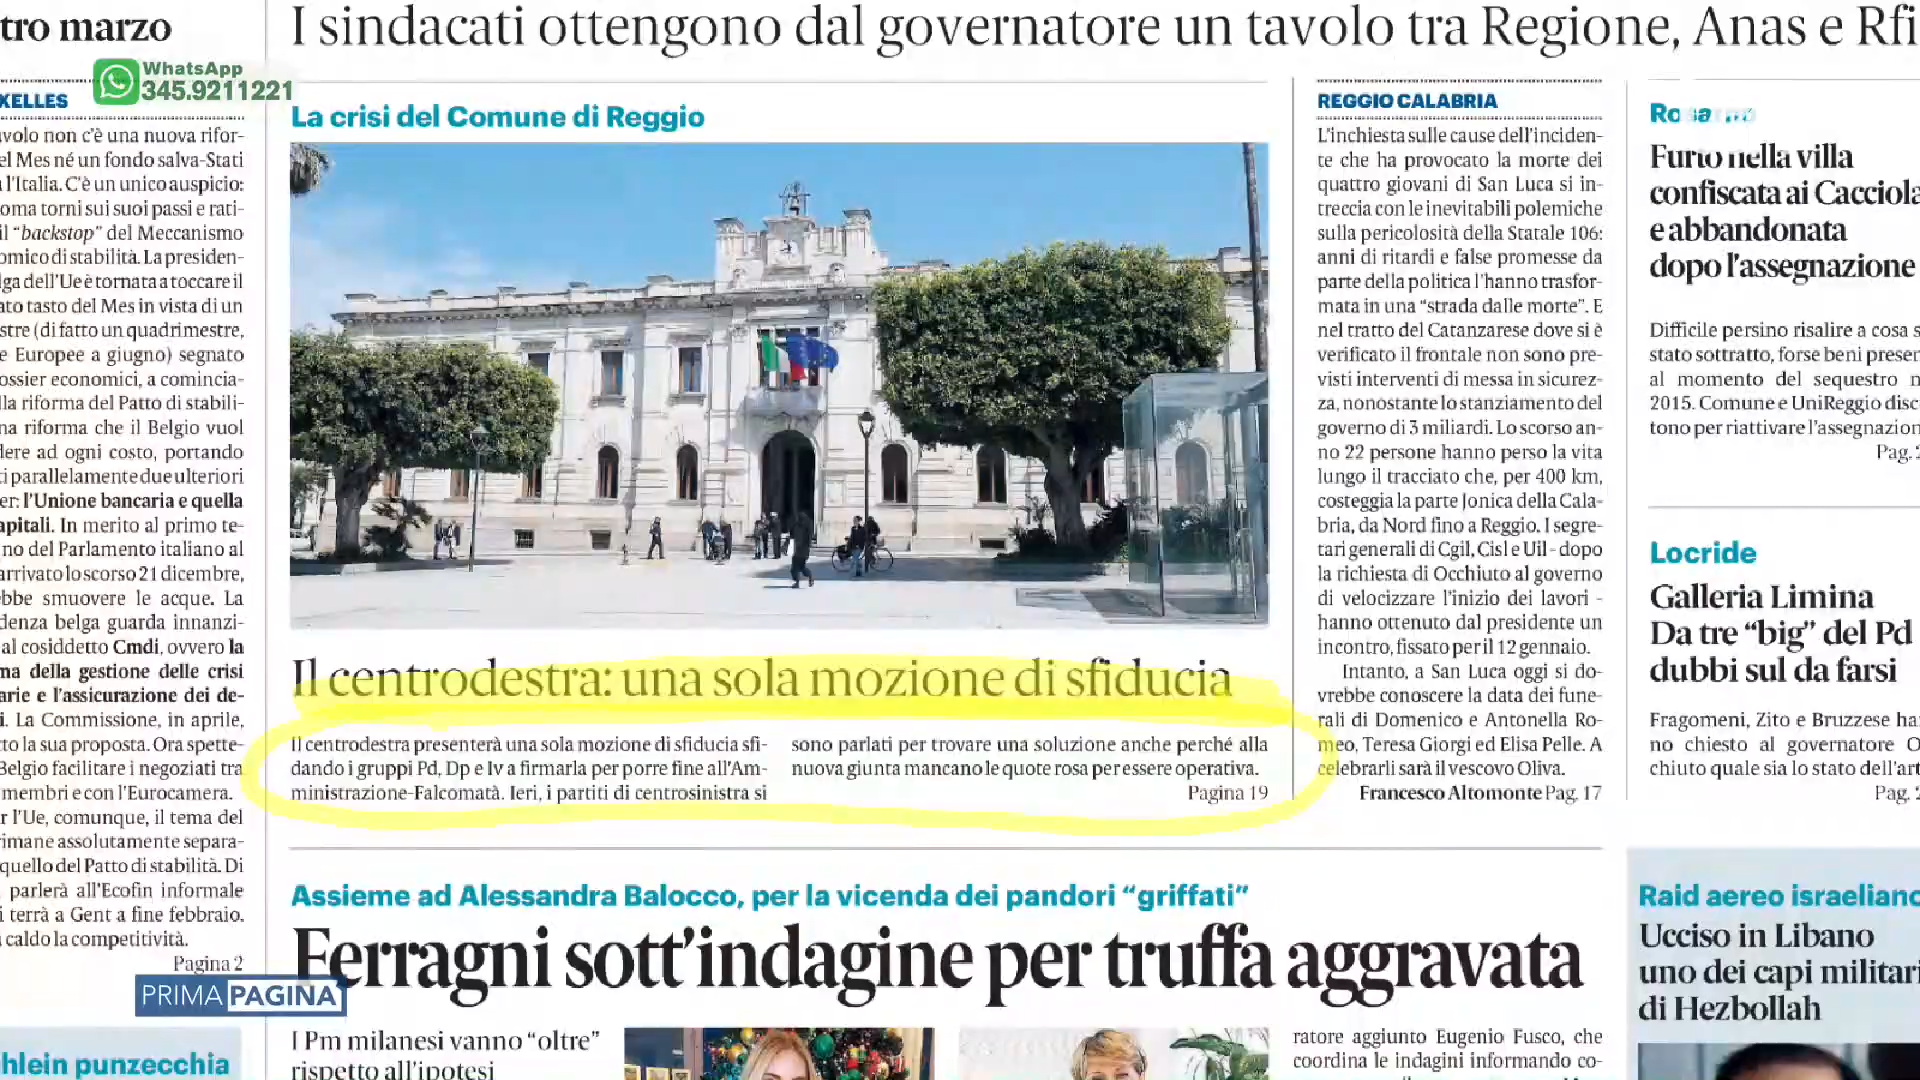 tro marzo
I sindacati ottengono dal governatore un tavolo tra Regione, Anas e Rfi
WhatsApp
345.9211221
XELLES
avolo non c'è una nuova rifor-
el Mes né un fondo salva-Stati
l'Italia. C'è un unico auspicio:
oma torni sui suoi passi e rati-
il "backstop" del Meccanismo
omico di stabilità. La presiden-
lga dell'Ue è tornata a toccare il
ato tasto del Mes in vista di un
stre (di fatto un quadrimestre,
e Europee a giugno) segnato
ossier economici, a comincia-
lla riforma del Patto di stabili-
na riforma che il Belgio vuol
dere ad ogni costo, portando
ti parallelamente due ulteriori
er: l'Unione bancaria e quella
apitali. In merito al primo te-
no del Parlamento italiano al
arrivato lo scorso 21 dicembre,
bbe smuovere le acque. La
denza belga guarda innanzi-
al cosiddetto Cmdi, ovvero la
ma della gestione delle crisi
arie e l'assicurazione dei de-
i. La Commissione, in aprile,
to la sua proposta. Ora spette-
Belgio facilitare i negoziati tra
membri e con l'Eurocamera.
r l'Ue, comunque, il tema del
rimane assolutamente separa-
quello del Patto di stabilità. Di
parlerà all'Ecofin informale
i terrà a Gent a fine febbraio.
caldo la competitività.
Pagina 2
PRIMA PAGINA
hlein punzecchia
La crisi del Comune di Reggio
Il centrodestra: una sola mozione di sfiducia
Il centrodestra presenterà una sola mozione di sfiducia sfi-
dando i gruppi Pd, Dp e Iv a firmarla per porre fine all'Am-
ministrazione-Falcomatà. Ieri, i partiti di centrosinistra si
sono parlati per trovare una soluzione anche perché alla
nuova giunta mancano le quote rosa per essere operativa.
Pagina 19
REGGIO CALABRIA
L'inchiesta sulle cause dell'inciden-
te che ha provocato la morte dei
quattro giovani di San Luca si in-
treccia con le inevitabili polemiche
sulla pericolosità della Statale 106:
anni di ritardi e false promesse da
parte della politica l'hanno trasfor-
mata in una "strada dalle morte". E
nel tratto del Catanzarese dove si è
verificato il frontale non sono pre-
visti interventi di messa in sicurez-
za, nonostante lo stanziamento del
governo di 3 miliardi. Lo scorso an-
no 22 persone hanno perso la vita
lungo il tracciato che, per 400 km,
costeggia la parte Jonica della Cala-
bria, da Nord fino a Reggio. I segre-
tari generali di Cgil, Cisl e Uil - dopo
la richiesta di Occhiuto al governo
di velocizzare l'inizio dei lavori -
hanno ottenuto dal presidente un
incontro, fissato per il 12 gennaio.
Intanto, a San Luca oggi si do-
vrebbe conoscere la data dei fune-
rali di Domenico e Antonella Ro-
meo, Teresa Giorgi ed Elisa Pelle. A
celebrarli sarà il vescovo Oliva.
Francesco Altomonte Pag. 17
Furto nella villa
confiscata ai Cacciola
e abbandonata
dopo l'assegnazione
Difficile persino risalire a cosa s
stato sottratto, forse beni presen
al momento del sequestro n
2015. Comune e UniReggio disc
tono per riattivare l'assegnazion
Pag. 2
Locride
Galleria Limina
Da tre "big" del Pd
dubbi sul da farsi
Fragomeni, Zito e Bruzzese ha
no chiesto al governatore O
chiuto quale sia lo stato dell'art
Pag. 2
Assieme ad Alessandra Balocco, per la vicenda dei pandori "griffati"
Ferragni sott'indagine per truffa aggravata
I Pm milanesi vanno "oltre"
rispetto all'ipotesi
ratore aggiunto Eugenio Fusco, che
coordina le indagini informando co-
Raid aereo israeliano
Ucciso in Libano
uno dei capi militari
di Hezbollah